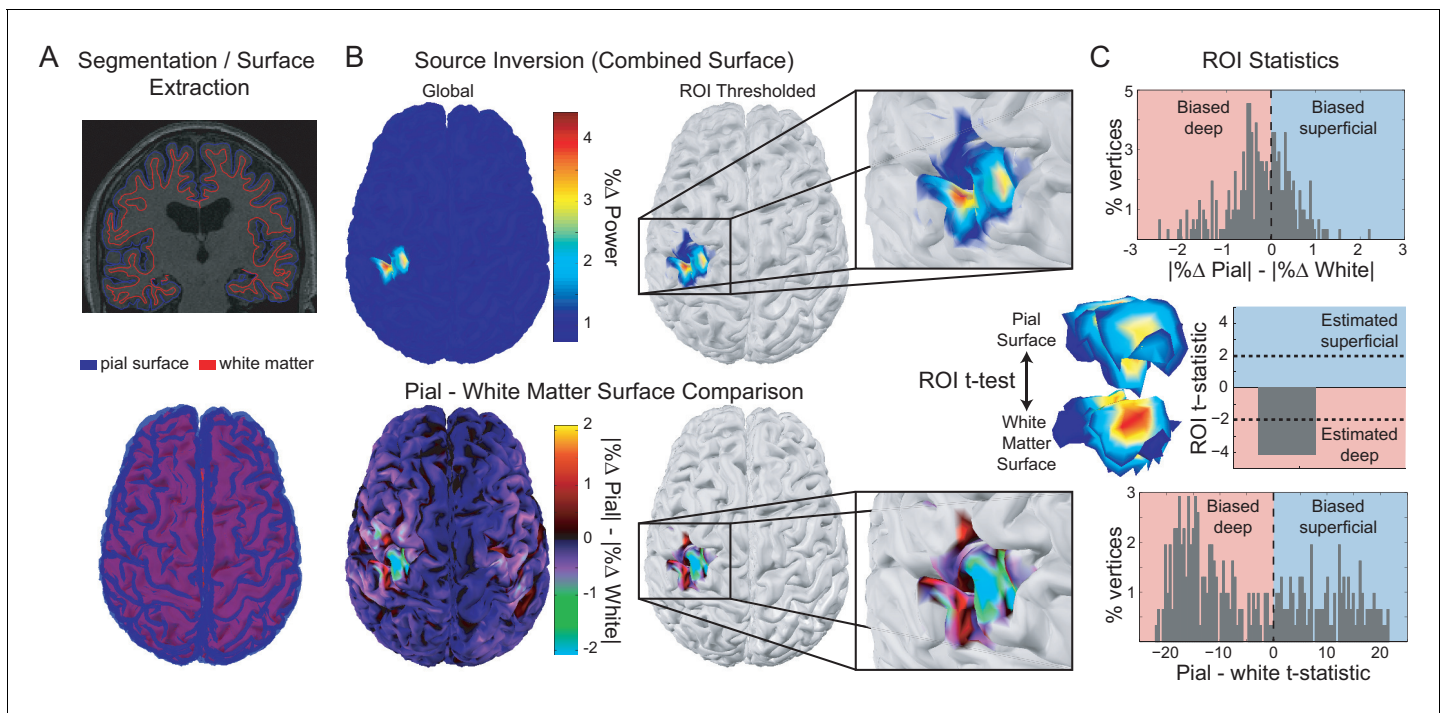 A
Segmentation / Surface
Extraction
pial surface
white matter
B
Source Inversion (Combined Surface)
Global
ROI Thresholded
4
3
2
1
%Δ Power
Pial - White Matter Surface Comparison
2
1
0
-1
-2
|%Δ Pial| - |%Δ White|
C
ROI Statistics
5
3
1
% vertices
Biased
deep
Biased
superficial
-3
−2
−1
0
1
2
3
|%Δ Pial| - |%Δ White|
Pial
Surface
ROI t-test
White
Matter
Surface
4
2
0
−2
−4
ROI t−statistic
Estimated
superficial
Estimated
deep
3
2
1
% vertices
Biased
deep
Biased
superficial
−20
−10
0
10
20
Pial - white t-statistic